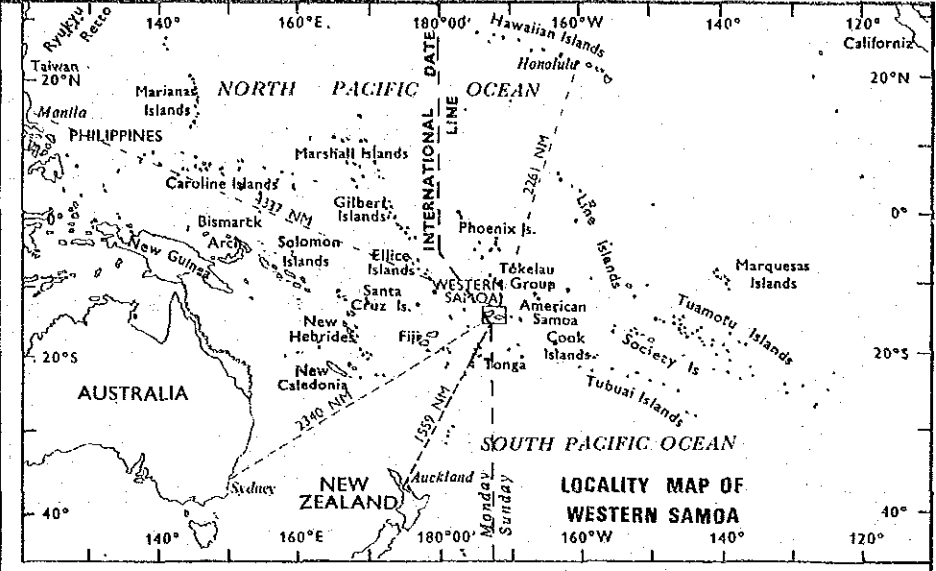 140°
160°E
180°00'
160°W
140°
120°
Ryukyu
Retto
Hawaiian Islands
Californiz
Honolulu
Taiwan
20°N
20°N
Marianas
Islands
NORTH PACIFIC OCEAN
INTERNATIONAL DATE
LINE
Manila
PHILIPPINES
Marshall Islands
2261 NM
Caroline Islands
4337 NM
Gilbert
Islands
Line Islands
0°
0°
Bismarck
Arch
Solomon
Islands
Phoenix Is.
New Guinea
Ellice
Islands
Tokelau
Group
Marquesas
Islands
WESTERN
SAMOA
Santa
Cruz Is.
American
Samoa
Tuamotu Islands
New
Hebrides
Fiji
Cook
Islands
Society Is
20°S
20°S
New
Caledonia
Tonga
Tubuai Islands
AUSTRALIA
2340 NM
1559 NM
SOUTH PACIFIC OCEAN
Sydney
Auckland
NEW
ZEALAND
Monday
Sunday
LOCALITY MAP OF
WESTERN SAMOA
40°
40°
140°
160°E
180°00'
160°W
140°
120°